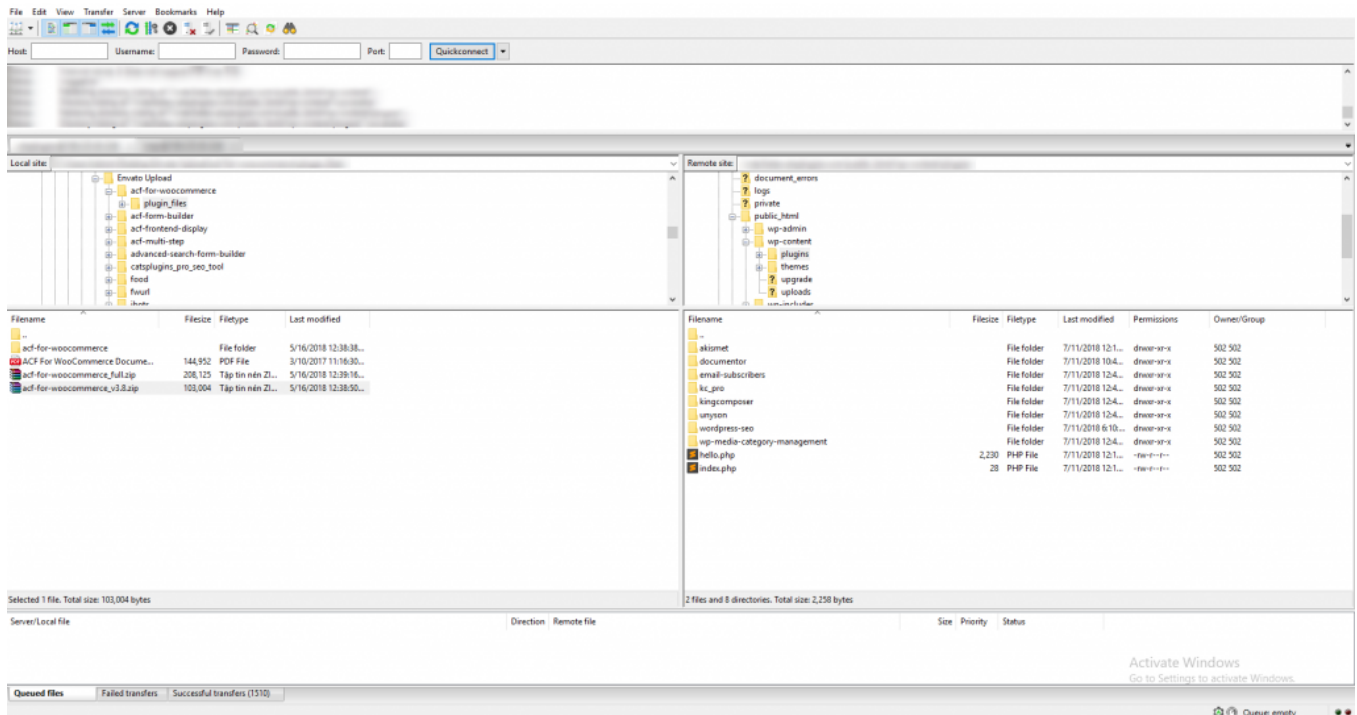 File Edit View Transfer Server Bookmarks Help
Host: Username: Password: Port: Quickconnect
Local site:
Remote site:
Envato Upload
acf-for-woocommerce
plugin_files
acf-form-builder
acf-frontend-display
acf-multi-step
advanced-search-form-builder
catsplugins_pro_seo_tool
food
fwurl
? document_errors
? logs
? private
public_html
wp-admin
wp-content
plugins
themes
? upgrade
? uploads
wp-includes
Filename Filesize Filetype Last modified
..
acf-for-woocommerce File folder 5/16/2018 12:38:38...
ACF For WooCommerce Docume... 144,952 PDF File 3/10/2017 11:16:30...
acf-for-woocommerce_full.zip 208,125 Tập tin nén ZI... 5/16/2018 12:39:16...
acf-for-woocommerce_v3.8.zip 103,004 Tập tin nén ZI... 5/16/2018 12:38:50...
Selected 1 file. Total size: 103,004 bytes
Filename Filesize Filetype Last modified Permissions Owner/Group
..
akismet File folder 7/11/2018 12:1... drwxr-xr-x 502 502
documentor File folder 7/11/2018 10:4... drwxr-xr-x 502 502
email-subscribers File folder 7/11/2018 12:4... drwxr-xr-x 502 502
kc_pro File folder 7/11/2018 12:4... drwxr-xr-x 502 502
kingcomposer File folder 7/11/2018 12:4... drwxr-xr-x 502 502
unyson File folder 7/11/2018 12:4... drwxr-xr-x 502 502
wordpress-seo File folder 7/11/2018 6:10:... drwxr-xr-x 502 502
wp-media-category-management File folder 7/11/2018 12:4... drwxr-xr-x 502 502
hello.php 2,230 PHP File 7/11/2018 12:1... -rw-r--r-- 502 502
index.php 28 PHP File 7/11/2018 12:1... -rw-r--r-- 502 502
2 files and 8 directories. Total size: 2,258 bytes
Server/Local file Direction Remote file Size Priority Status
Activate Windows
Go to Settings to activate Windows.
Queued files Failed transfers Successful transfers (1510)
Queue: empty